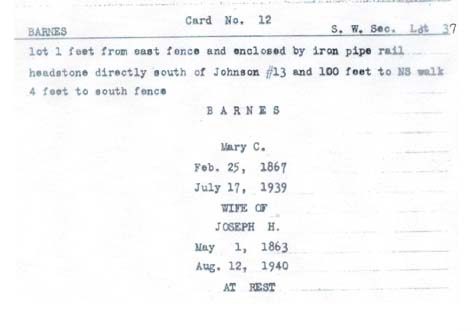 Card No. 12
BARNES S. W. Sec. Lot 37
lot 1 feet from east fence and enclosed by iron pipe rail
headstone directly south of Johnson #13 and 100 feet to NS walk
4 feet to south fence
BARNES
Mary C.
Feb. 25, 1867
July 17, 1939
WIFE OF
JOSEPH H.
May 1, 1863
Aug. 12, 1940
AT REST